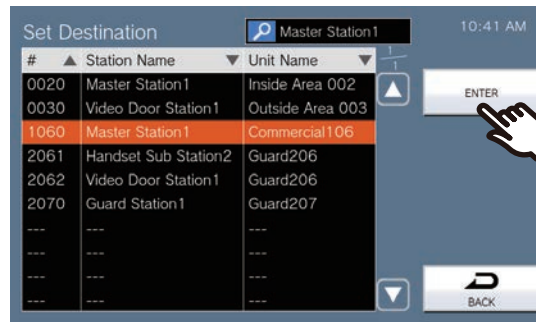 Set Destination Master Station1 10:41 AM
# Station Name Unit Name 1/1
0020 Master Station1 Inside Area 002
0030 Video Door Station1 Outside Area 003
1060 Master Station1 Commercial106
2061 Handset Sub Station2 Guard206
2062 Video Door Station1 Guard206
2070 Guard Station1 Guard207
--- --- ---
--- --- ---
--- --- ---
--- --- ---
ENTER
BACK